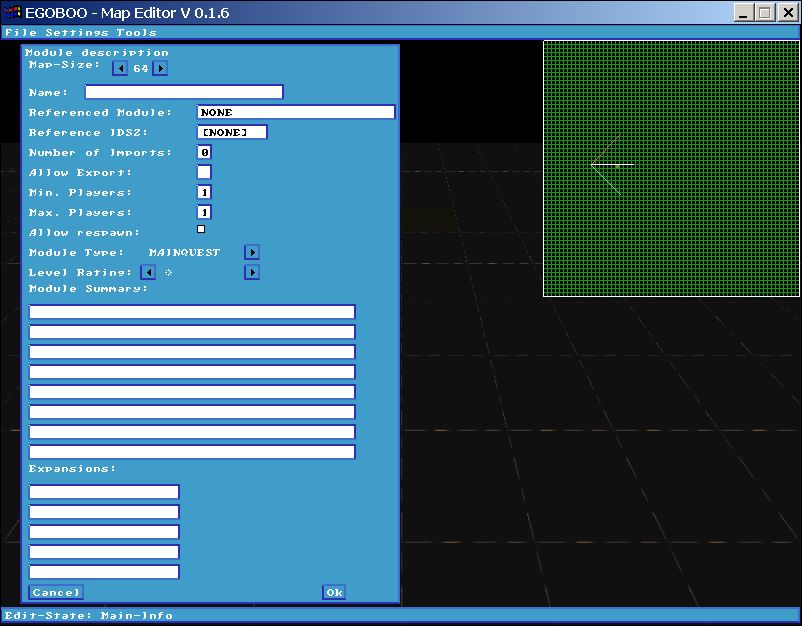 EGOBOO - Map Editor V 0.1.6
File Settings Tools
Module description
Map-Size: 64
Name:
Referenced Module: NONE
Reference IDSZ: [NONE]
Number of Imports: 0
Allow Export:
Min. Players: 1
Max. Players: 1
Allow respawn:
Module Type: MAINQUEST
Level Rating: *
Module Summary:
Expansions:
Cancel Ok
Edit-State: Main-Info